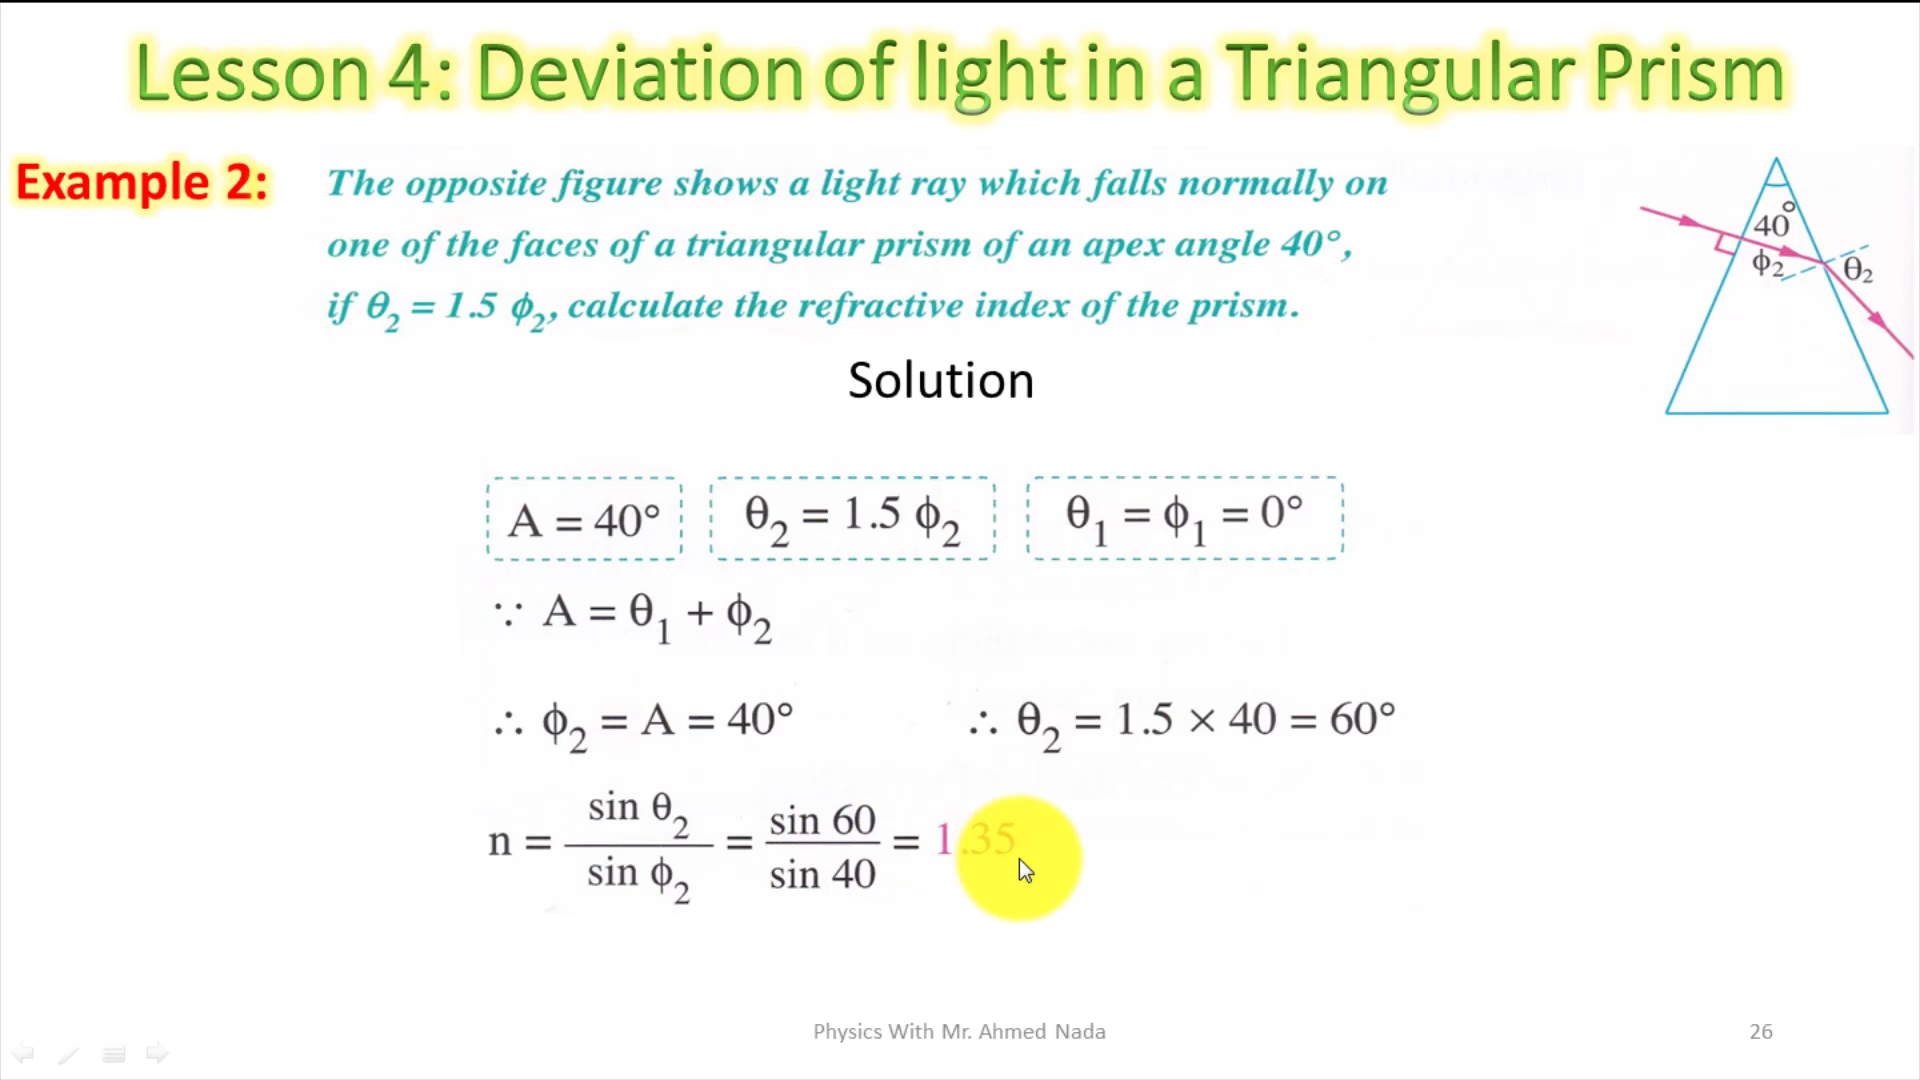 Lesson 4: Deviation of light in a Triangular Prism
Example 2:
The opposite figure shows a light ray which falls normally on
one of the faces of a triangular prism of an apex angle 40°,
if θ₂ = 1.5 ϕ₂, calculate the refractive index of the prism.
40°
ϕ₂
θ₂
Solution
A = 40°
θ₂ = 1.5 ϕ₂
θ₁ = ϕ₁ = 0°
∵ A = θ₁ + ϕ₂
∴ ϕ₂ = A = 40°
∴ θ₂ = 1.5 × 40 = 60°
n = sin θ₂ / sin ϕ₂ = sin 60 / sin 40 = 1.35
Physics With Mr. Ahmed Nada
26